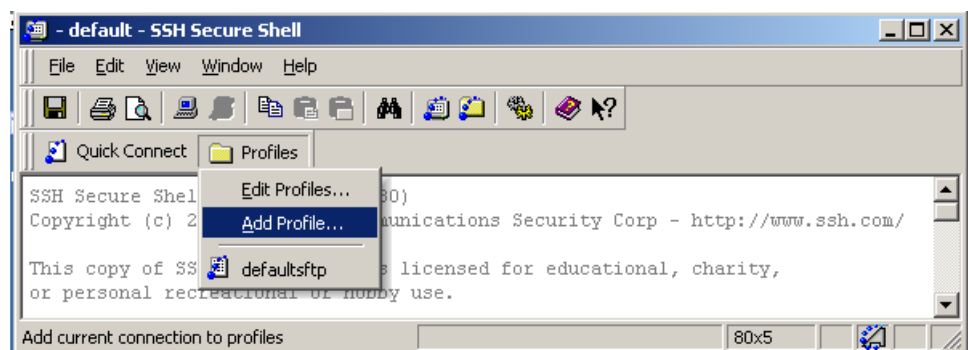 - default - SSH Secure Shell
File Edit View Window Help
Quick Connect Profiles
Edit Profiles...
Add Profile...
defaultsftp
SSH Secure Shel 80)
Copyright (c) 2 munications Security Corp - http://www.ssh.com/
This copy of SS s licensed for educational, charity,
or personal recreational or hobby use.
Add current connection to profiles 80x5